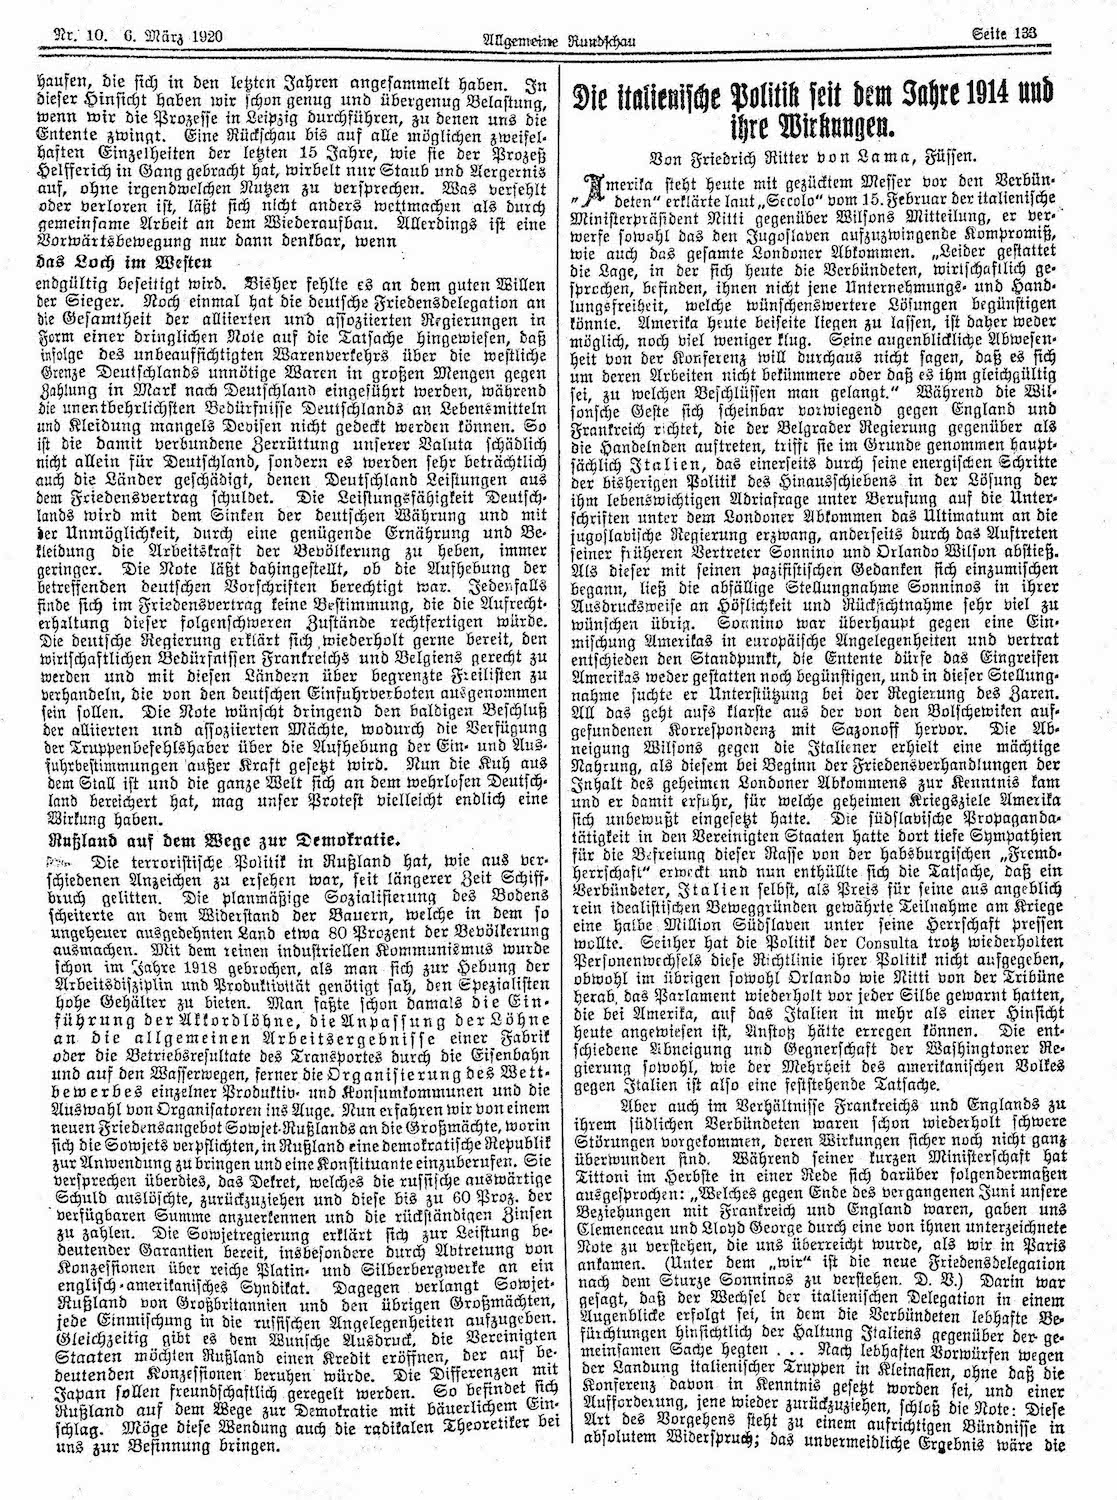 Nr. 10. 6. März 1920
Allgemeine Rundschau
Seite 133
haufen, die sich in den letzten Jahren angesammelt haben. In
dieser Hinsicht haben wir schon genug und übergenug Belastung,
wenn wir die Prozesse in Leipzig durchführen, zu denen uns die
Entente zwingt. Eine Rückschau bis auf alle möglichen zweifel-
haften Einzelheiten der letzten 15 Jahre, wie sie der Prozeß
Helfferich in Gang gebracht hat, wirbelt nur Staub und Aergernis
auf, ohne irgendwelchen Nutzen zu versprechen. Was verfehlt
oder verloren ist, läßt sich nicht anders wettmachen als durch
gemeinsame Arbeit an dem Wiederaufbau. Allerdings ist eine
Vorwärtsbewegung nur dann denkbar, wenn
das Loch im Westen
endgültig beseitigt wird. Bisher fehlte es an dem guten Willen
der Sieger. Noch einmal hat die deutsche Friedensdelegation an
die Gesamtheit der alliierten und assoziierten Regierungen in
Form einer dringlichen Note auf die Tatsache hingewiesen, daß
infolge des unbeaufsichtigten Warenverkehrs über die westliche
Grenze Deutschlands unnötige Waren in großen Mengen gegen
Zahlung in Mark nach Deutschland eingeführt werden, während
die unentbehrlichsten Bedürfnisse Deutschlands an Lebensmitteln
und Kleidung mangels Devisen nicht gedeckt werden können. So
ist die damit verbundene Zerrüttung unserer Valuta schädlich
nicht allein für Deutschland, sondern es werden sehr beträchtlich
auch die Länder geschädigt, denen Deutschland Leistungen aus
dem Friedensvertrag schuldet. Die Leistungsfähigkeit Deutsch-
lands wird mit dem Sinken der deutschen Währung und mit
der Unmöglichkeit, durch eine genügende Ernährung und Be-
kleidung die Arbeitskraft der Bevölkerung zu heben, immer
geringer. Die Note läßt dahingestellt, ob die Aufhebung der
betreffenden deutschen Vorschriften berechtigt war. Jedenfalls
finde sich im Friedensvertrag keine Bestimmung, die die Aufrecht-
erhaltung dieser folgenschweren Zustände rechtfertigen würde.
Die deutsche Regierung erklärt sich wiederholt gerne bereit, den
wirtschaftlichen Bedürfnissen Frankreichs und Belgiens gerecht zu
werden und mit diesen Ländern über begrenzte Freilisten zu
verhandeln, die von den deutschen Einfuhrverboten ausgenommen
sein sollen. Die Note wünscht dringend den baldigen Beschluß
der alliierten und assoziierten Mächte, wodurch die Verfügung
der Truppenbefehlshaber über die Aufhebung der Ein- und Aus-
fuhrbestimmungen außer Kraft gesetzt wird. Nun die Kuh aus
dem Stall ist und die ganze Welt sich an dem wehrlosen Deutsch-
land bereichert hat, mag unser Protest vielleicht endlich eine
Wirkung haben.
Rußland auf dem Wege zur Demokratie.
Die terroristische Politik in Rußland hat, wie aus ver-
schiedenen Anzeichen zu ersehen war, seit längerer Zeit Schiff-
bruch gelitten. Die planmäßige Sozialisierung des Bodens
scheiterte an dem Widerstand der Bauern, welche in dem so
ungeheuer ausgedehnten Land etwa 80 Prozent der Bevölkerung
ausmachen. Mit dem reinen industriellen Kommunismus wurde
schon im Jahre 1918 gebrochen, als man sich zur Hebung der
Arbeitsdisziplin und Produktivität genötigt sah, den Spezialisten
hohe Gehälter zu bieten. Man faßte schon damals die Ein-
führung der Akkordlöhne, die Anpassung der Löhne
an die allgemeinen Arbeitsergebnisse einer Fabrik
oder die Betriebsresultate des Transportes durch die Eisenbahn
und auf den Wasserwegen, ferner die Organisierung des Wett-
bewerbes einzelner Produktiv- und Konsumkommunen und die
Auswahl von Organisatoren ins Auge. Nun erfahren wir von einem
neuen Friedensangebot Sowjet-Rußlands an die Großmächte, worin
sich die Sowjets verpflichten, in Rußland eine demokratische Republik
zur Anwendung zu bringen und eine Konstituante einzuberufen. Sie
versprechen überdies, das Dekret, welches die russische auswärtige
Schuld auslöschte, zurückzuziehen und diese bis zu 60 Proz. der
verfügbaren Summe anzuerkennen und die rückständigen Zinsen
zu zahlen. Die Sowjetregierung erklärt sich zur Leistung be-
deutender Garantien bereit, insbesondere durch Abtretung von
Konzessionen über reiche Platin- und Silberbergwerke an ein
englisch-amerikanisches Syndikat. Dagegen verlangt Sowjet-
Rußland von Großbritannien und den übrigen Großmächten,
jede Einmischung in die russischen Angelegenheiten aufzugeben.
Gleichzeitig gibt es dem Wunsche Ausdruck, die Vereinigten
Staaten möchten Rußland einen Kredit eröffnen, der auf be-
deutenden Konzessionen beruhen würde. Die Differenzen mit
Japan sollen freundschaftlich geregelt werden. So befindet sich
Rußland auf dem Wege zur Demokratie mit bäuerlichem Ein-
schlag. Möge diese Wendung auch die radikalen Theoretiker bei
uns zur Besinnung bringen.
Die italienische Politik seit dem Jahre 1914 und
ihre Wirkungen.
Von Friedrich Ritter von Lama, Füssen.
„Amerika steht heute mit gezücktem Messer vor den Verbün-
deten“ erklärte laut „Secolo“ vom 15. Februar der italienische
Ministerpräsident Nitti gegenüber Wilsons Mitteilung, er ver-
werfe sowohl das den Jugoslaven aufzuzwingende Kompromiß,
wie auch das gesamte Londoner Abkommen. „Leider gestattet
die Lage, in der sich heute die Verbündeten, wirtschaftlich ge-
sprochen, befinden, ihnen nicht jene Unternehmungs- und Hand-
lungsfreiheit, welche wünschenswertere Lösungen begünstigen
könnte. Amerika heute beiseite liegen zu lassen, ist daher weder
möglich, noch viel weniger klug. Seine augenblickliche Abwesen-
heit von der Konferenz will durchaus nicht sagen, daß es sich
um deren Arbeiten nicht bekümmere oder daß es ihm gleichgültig
sei, zu welchen Beschlüssen man gelangt.“ Während die Wil-
sonsche Geste sich scheinbar vorwiegend gegen England und
Frankreich richtet, die der Belgrader Regierung gegenüber als
die Handelnden auftreten, trifft sie im Grunde genommen haupt-
sächlich Italien, das einerseits durch seine energischen Schritte
der bisherigen Politik des Hinausschiebens in der Lösung der
ihm lebenswichtigen Adriafrage unter Berufung auf die Unter-
schriften unter dem Londoner Abkommen das Ultimatum an die
jugoslavische Regierung erzwang, anderseits durch das Auftreten
seiner früheren Vertreter Sonnino und Orlando Wilson abstieß.
Als dieser mit seinen pazifistischen Gedanken sich einzumischen
begann, ließ die abfällige Stellungnahme Sonninos in ihrer
Ausdrucksweise an Höflichkeit und Rücksichtnahme sehr viel zu
wünschen übrig. Sonnino war überhaupt gegen eine Ein-
mischung Amerikas in europäische Angelegenheiten und vertrat
entschieden den Standpunkt, die Entente dürfe das Eingreifen
Amerikas weder gestatten noch begünstigen, und in dieser Stellung-
nahme suchte er Unterstützung bei der Regierung des Zaren.
All das geht aufs klarste aus der von den Bolschewiken auf-
gefundenen Korrespondenz mit Sazonoff hervor. Die Ab-
neigung Wilsons gegen die Italiener erhielt eine mächtige
Nahrung, als diesem bei Beginn der Friedensverhandlungen der
Inhalt des geheimen Londoner Abkommens zur Kenntnis kam
und er damit erfuhr, für welche geheimen Kriegsziele Amerika
sich unbewußt eingesetzt hatte. Die südslavische Propaganda-
tätigkeit in den Vereinigten Staaten hatte dort tiefe Sympathien
für die Befreiung dieser Rasse von der habsburgischen „Fremd-
herrschaft“ erweckt und nun enthüllte sich die Tatsache, daß ein
Verbündeter, Italien selbst, als Preis für seine aus angeblich
rein idealistischen Beweggründen gewährte Teilnahme am Kriege
eine halbe Million Südslaven unter seine Herrschaft pressen
wollte. Seither hat die Politik der Consulta trotz wiederholten
Personenwechsels diese Richtlinie ihrer Politik nicht aufgegeben,
obwohl im übrigen sowohl Orlando wie Nitti von der Tribüne
herab, das Parlament wiederholt vor jeder Silbe gewarnt hatten,
die bei Amerika, auf das Italien in mehr als einer Hinsicht
heute angewiesen ist, Anstoß hätte erregen können. Die ent-
schiedene Abneigung und Gegnerschaft der Washingtoner Re-
gierung sowohl, wie der Mehrheit des amerikanischen Volkes
gegen Italien ist also eine feststehende Tatsache.
Aber auch im Verhältnisse Frankreichs und Englands zu
ihrem südlichen Verbündeten waren schon wiederholt schwere
Störungen vorgekommen, deren Wirkungen sicher noch nicht ganz
überwunden sind. Während seiner kurzen Ministerschaft hat
Tittoni im Herbste in einer Rede sich darüber folgendermaßen
ausgesprochen: „Welches gegen Ende des vergangenen Juni unsere
Beziehungen mit Frankreich und England waren, gaben uns
Clemenceau und Lloyd George durch eine von ihnen unterzeichnete
Note zu verstehen, die uns überreicht wurde, als wir in Paris
ankamen. (Unter dem „wir“ ist die neue Friedensdelegation
nach dem Sturze Sonninos zu verstehen. D. V.) Darin war
gesagt, daß der Wechsel der italienischen Delegation in einem
Augenblicke erfolgt sei, in dem die Verbündeten lebhafte Be-
fürchtungen hinsichtlich der Haltung Italiens gegenüber der ge-
meinsamen Sache hegten ... Nach lebhaften Vorwürfen wegen
der Landung italienischer Truppen in Kleinasien, ohne daß die
Konferenz davon in Kenntnis gesetzt worden sei, und einer
Aufforderung, jene wieder zurückzuziehen, schloß die Note: Diese
Art des Vorgehens steht zu einem aufrichtigen Bündnisse in
absolutem Widerspruch; das unvermeidliche Ergebnis wäre die